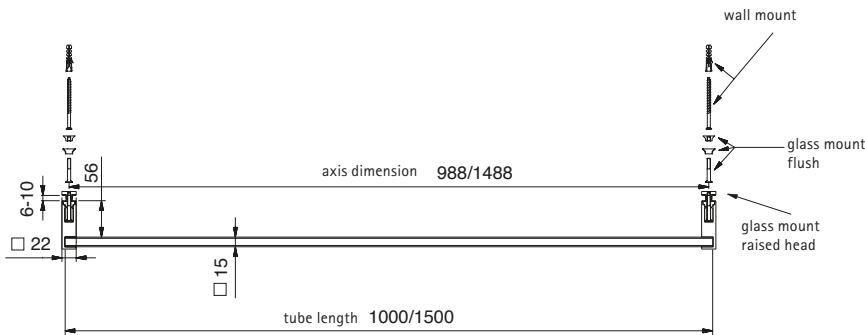 wall mount
glass mount
flush
axis dimension 988/1488
56
6-10
glass mount
raised head
□ 22
□ 15
tube length 1000/1500